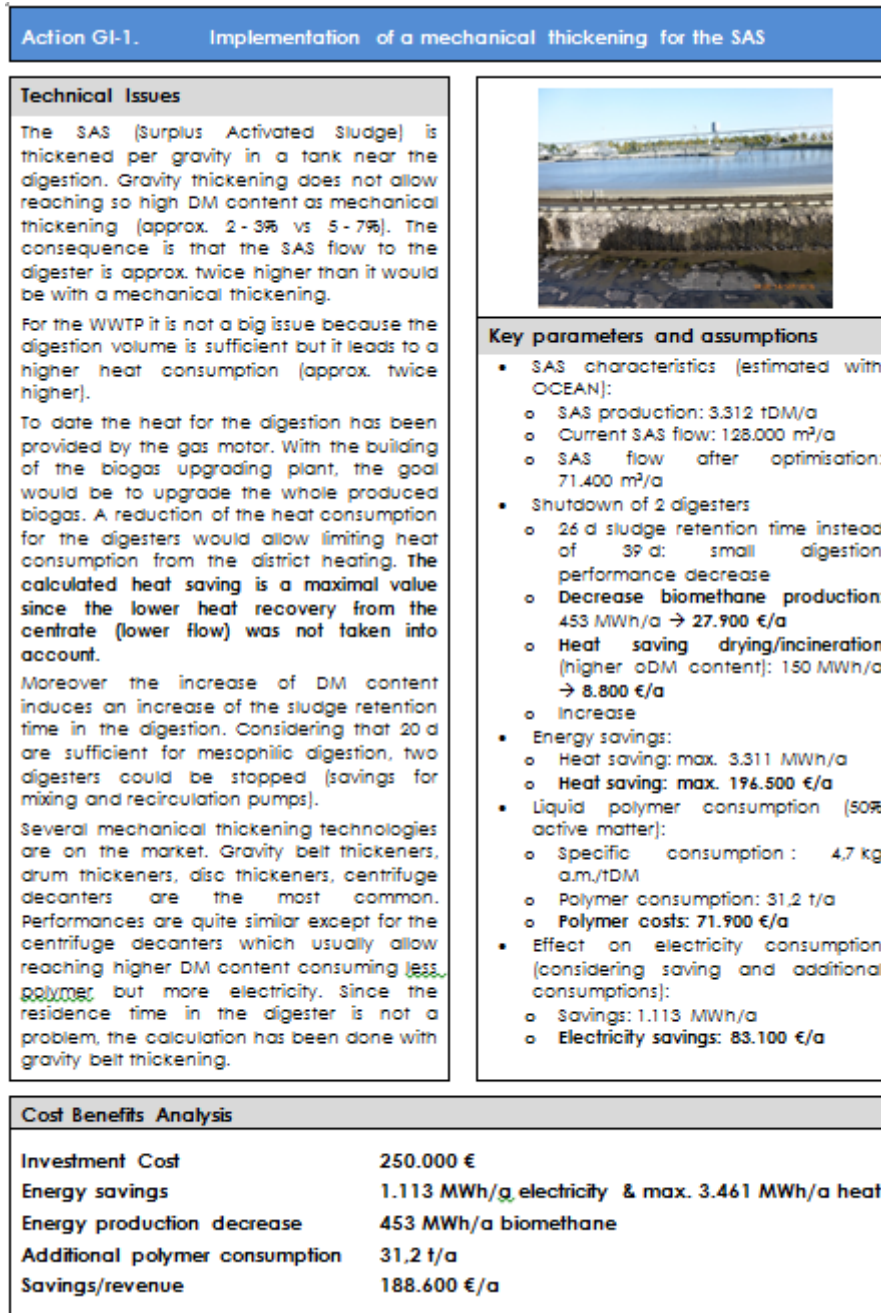 Action GI-1. Implementation of a mechanical thickening for the SAS
Technical Issues
The SAS (Surplus Activated Sludge) is
thickened per gravity in a tank near the
digestion. Gravity thickening does not allow
reaching so high DM content as mechanical
thickening (approx. 2 - 3% vs 5 - 7%). The
consequence is that the SAS flow to the
digester is approx. twice higher than it would
be with a mechanical thickening.
For the WWTP it is not a big issue because the
digestion volume is sufficient but it leads to a
higher heat consumption (approx. twice
higher).
To date the heat for the digestion has been
provided by the gas motor. With the building
of the biogas upgrading plant, the goal
would be to upgrade the whole produced
biogas. A reduction of the heat consumption
for the digesters would allow limiting heat
consumption from the district heating. The
calculated heat saving is a maximal value
since the lower heat recovery from the
centrate (lower flow) was not taken into
account.
Moreover the increase of DM content
induces an increase of the sludge retention
time in the digestion. Considering that 20 d
are sufficient for mesophilic digestion, two
digesters could be stopped (savings for
mixing and recirculation pumps).
Several mechanical thickening technologies
are on the market. Gravity belt thickeners,
drum thickeners, disc thickeners, centrifuge
decanters are the most common.
Performances are quite similar except for the
centrifuge decanters which usually allow
reaching higher DM content consuming less
polymer but more electricity. Since the
residence time in the digester is not a
problem, the calculation has been done with
gravity belt thickening.
Key parameters and assumptions
• SAS characteristics (estimated with
OCEAN):
o SAS production: 3.312 tDM/a
o Current SAS flow: 128.000 m³/a
o SAS flow after optimisation:
71.400 m³/a
• Shutdown of 2 digesters
o 26 d sludge retention time instead
of 39 d: small digestion
performance decrease
o Decrease biomethane production:
453 MWh/a → 27.900 €/a
o Heat saving drying/incineration
(higher oDM content): 150 MWh/a
→ 8.800 €/a
o Increase
• Energy savings:
o Heat saving: max. 3.311 MWh/a
o Heat saving: max. 196.500 €/a
• Liquid polymer consumption (50%
active matter):
o Specific consumption : 4,7 kg
a.m./tDM
o Polymer consumption: 31,2 t/a
o Polymer costs: 71.900 €/a
• Effect on electricity consumption
(considering saving and additional
consumptions):
o Savings: 1.113 MWh/a
o Electricity savings: 83.100 €/a
Cost Benefits Analysis
Investment Cost 250.000 €
Energy savings 1.113 MWh/a electricity & max. 3.461 MWh/a heat
Energy production decrease 453 MWh/a biomethane
Additional polymer consumption 31,2 t/a
Savings/revenue 188.600 €/a